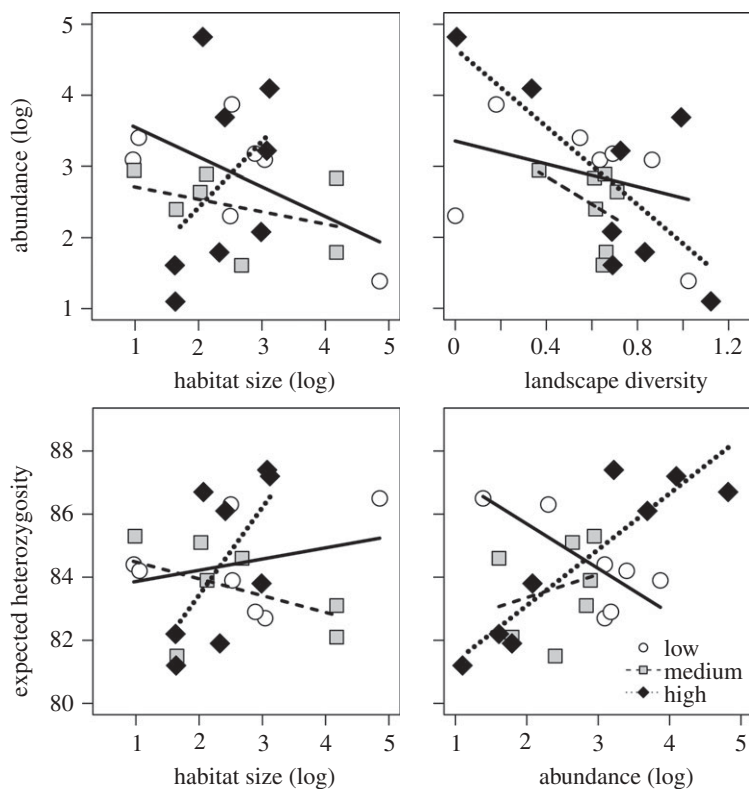 5
4
3
2
1
abundance (log)
1 2 3 4 5
habitat size (log)
0 0.4 0.8 1.2
landscape diversity
88
86
84
82
80
expected heterozygosity
1 2 3 4 5
habitat size (log)
low
medium
high
1 2 3 4 5
abundance (log)